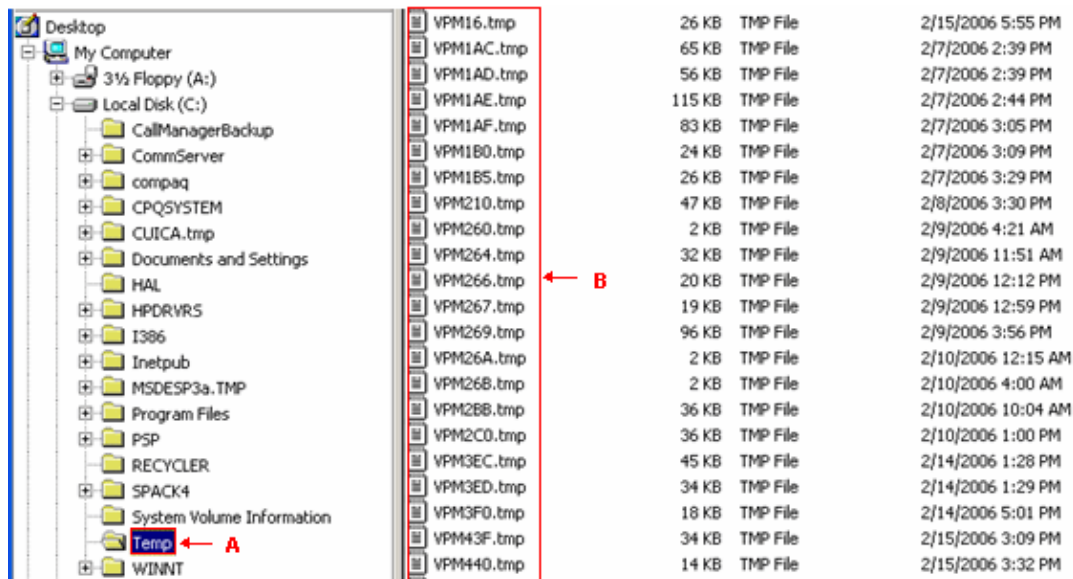 Desktop
My Computer
3½ Floppy (A:)
Local Disk (C:)
CallManagerBackup
CommServer
compaq
CPQSYSTEM
CUICA.tmp
Documents and Settings
HAL
HPDRVRS
I386
Inetpub
MSDESP3a.TMP
Program Files
PSP
RECYCLER
SPACK4
System Volume Information
Temp A
WINNT
VPM16.tmp 26 KB TMP File 2/15/2006 5:55 PM
VPM1AC.tmp 65 KB TMP File 2/7/2006 2:39 PM
VPM1AD.tmp 56 KB TMP File 2/7/2006 2:39 PM
VPM1AE.tmp 115 KB TMP File 2/7/2006 2:44 PM
VPM1AF.tmp 83 KB TMP File 2/7/2006 3:05 PM
VPM1B0.tmp 24 KB TMP File 2/7/2006 3:09 PM
VPM1B5.tmp 26 KB TMP File 2/7/2006 3:29 PM
VPM210.tmp 47 KB TMP File 2/8/2006 3:30 PM
VPM260.tmp 2 KB TMP File 2/9/2006 4:21 AM
VPM264.tmp 32 KB TMP File 2/9/2006 11:51 AM
VPM266.tmp B 20 KB TMP File 2/9/2006 12:12 PM
VPM267.tmp 19 KB TMP File 2/9/2006 12:59 PM
VPM269.tmp 96 KB TMP File 2/9/2006 3:56 PM
VPM26A.tmp 2 KB TMP File 2/10/2006 12:15 AM
VPM26B.tmp 2 KB TMP File 2/10/2006 4:00 AM
VPM2BB.tmp 36 KB TMP File 2/10/2006 10:04 AM
VPM2C0.tmp 36 KB TMP File 2/10/2006 1:00 PM
VPM3EC.tmp 45 KB TMP File 2/14/2006 1:28 PM
VPM3ED.tmp 34 KB TMP File 2/14/2006 1:29 PM
VPM3F0.tmp 18 KB TMP File 2/14/2006 5:01 PM
VPM43F.tmp 34 KB TMP File 2/15/2006 3:09 PM
VPM440.tmp 14 KB TMP File 2/15/2006 3:32 PM